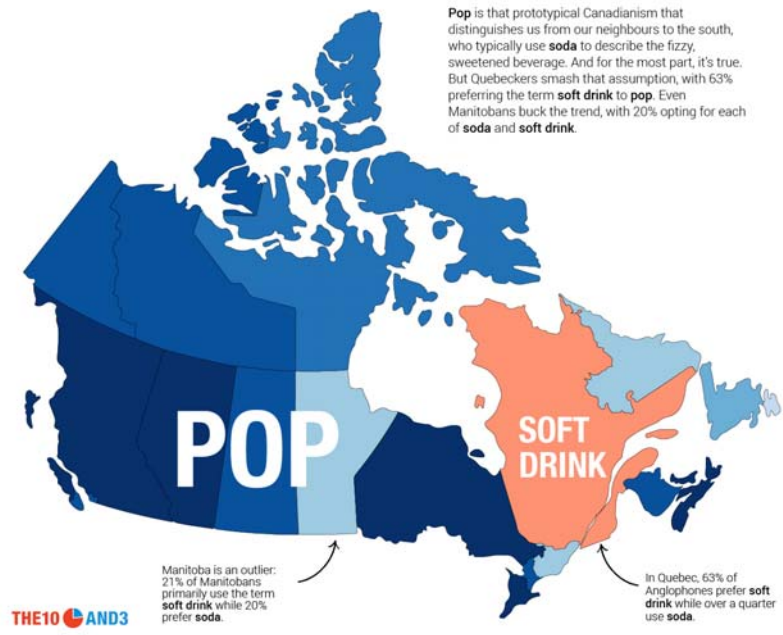 Pop is that prototypical Canadianism that
distinguishes us from our neighbours to the south,
who typically use soda to describe the fizzy,
sweetened beverage. And for the most part, it's true.
But Quebeckers smash that assumption, with 63%
preferring the term soft drink to pop. Even
Manitobans buck the trend, with 20% opting for each
of soda and soft drink.
POP
SOFT
DRINK
Manitoba is an outlier:
21% of Manitobans
primarily use the term
soft drink while 20%
prefer soda.
In Quebec, 63% of
Anglophones prefer soft
drink while over a quarter
use soda.
THE10 AND3